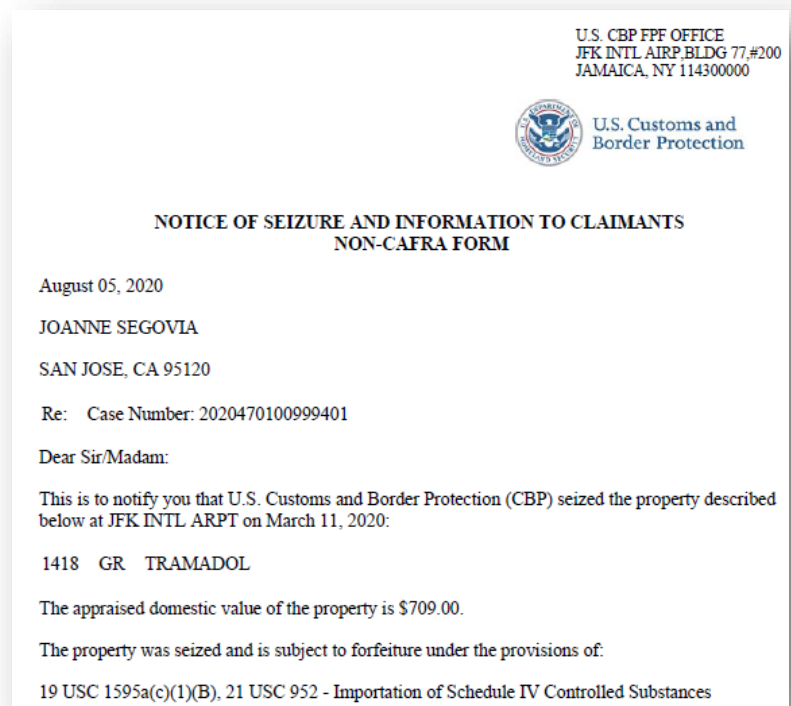 U.S. CBP FPF OFFICE
JFK INTL AIRP,BLDG 77,#200
JAMAICA, NY 114300000
U.S. Customs and
Border Protection
NOTICE OF SEIZURE AND INFORMATION TO CLAIMANTS
NON-CAFRA FORM
August 05, 2020
JOANNE SEGOVIA
SAN JOSE, CA 95120
Re: Case Number: 2020470100999401
Dear Sir/Madam:
This is to notify you that U.S. Customs and Border Protection (CBP) seized the property described
below at JFK INTL ARPT on March 11, 2020:
1418 GR TRAMADOL
The appraised domestic value of the property is $709.00.
The property was seized and is subject to forfeiture under the provisions of:
19 USC 1595a(c)(1)(B), 21 USC 952 - Importation of Schedule IV Controlled Substances